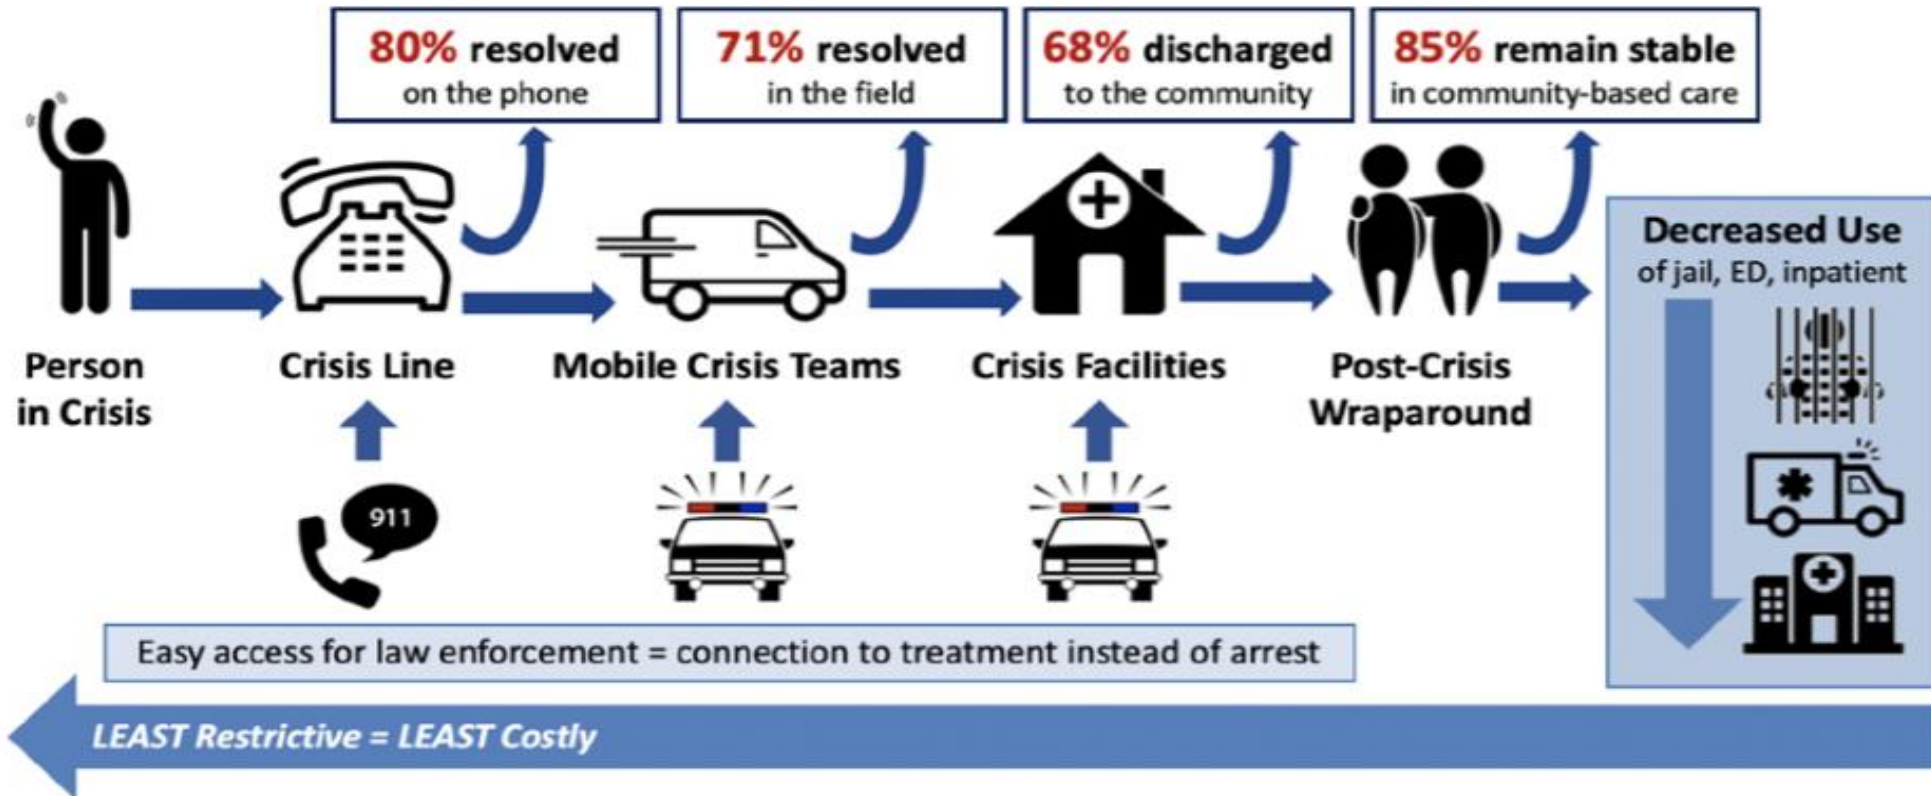 80% resolved
on the phone
71% resolved
in the field
68% discharged
to the community
85% remain stable
in community-based care
Person
in Crisis
Crisis Line
Mobile Crisis Teams
Crisis Facilities
Post-Crisis
Wraparound
Decreased Use
of jail, ED, inpatient
911
Easy access for law enforcement = connection to treatment instead of arrest
LEAST Restrictive = LEAST Costly